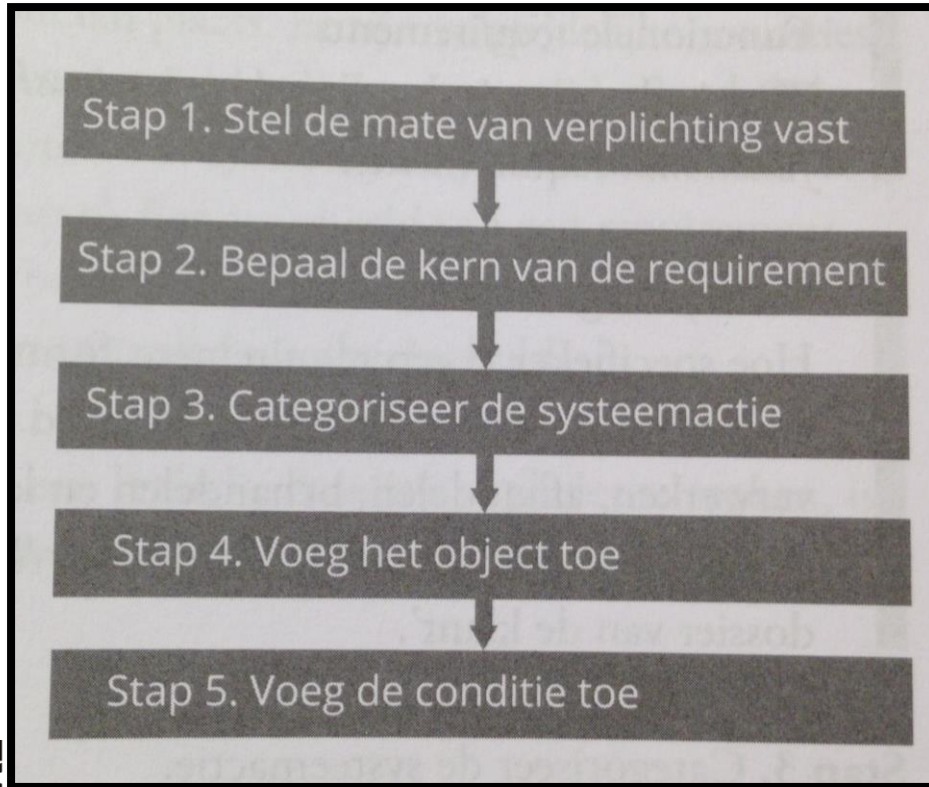 Stap 1. Stel de mate van verplichting vast
Stap 2. Bepaal de kern van de requirement
Stap 3. Categoriseer de systeemactie
Stap 4. Voeg het object toe
Stap 5. Voeg de conditie toe